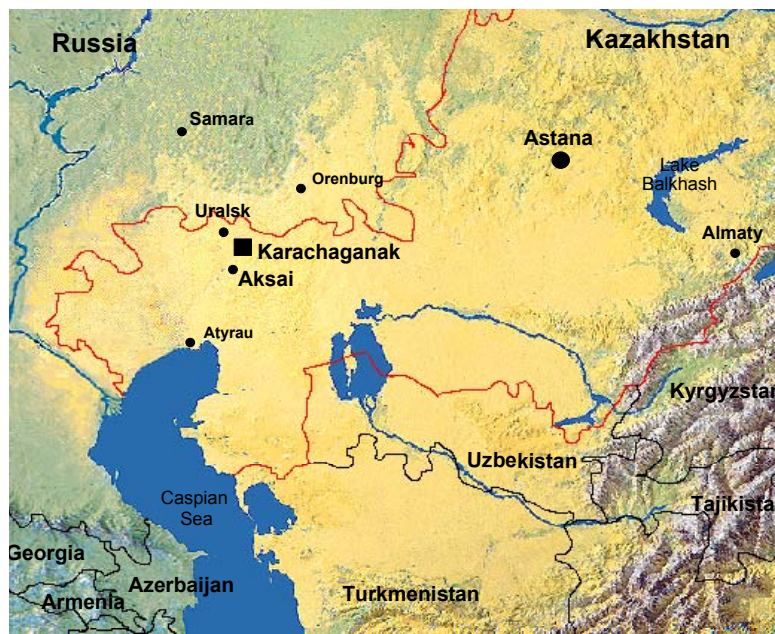 Russia
Kazakhstan
Samara
Astana
Lake
Balkhash
Orenburg
Uralsk
Almaty
Karachaganak
Aksai
Atyrau
Kyrgyzstan
Uzbekistan
Caspian
Sea
Tajikista
Georgia
Azerbaijan
Armenia
Turkmenistan